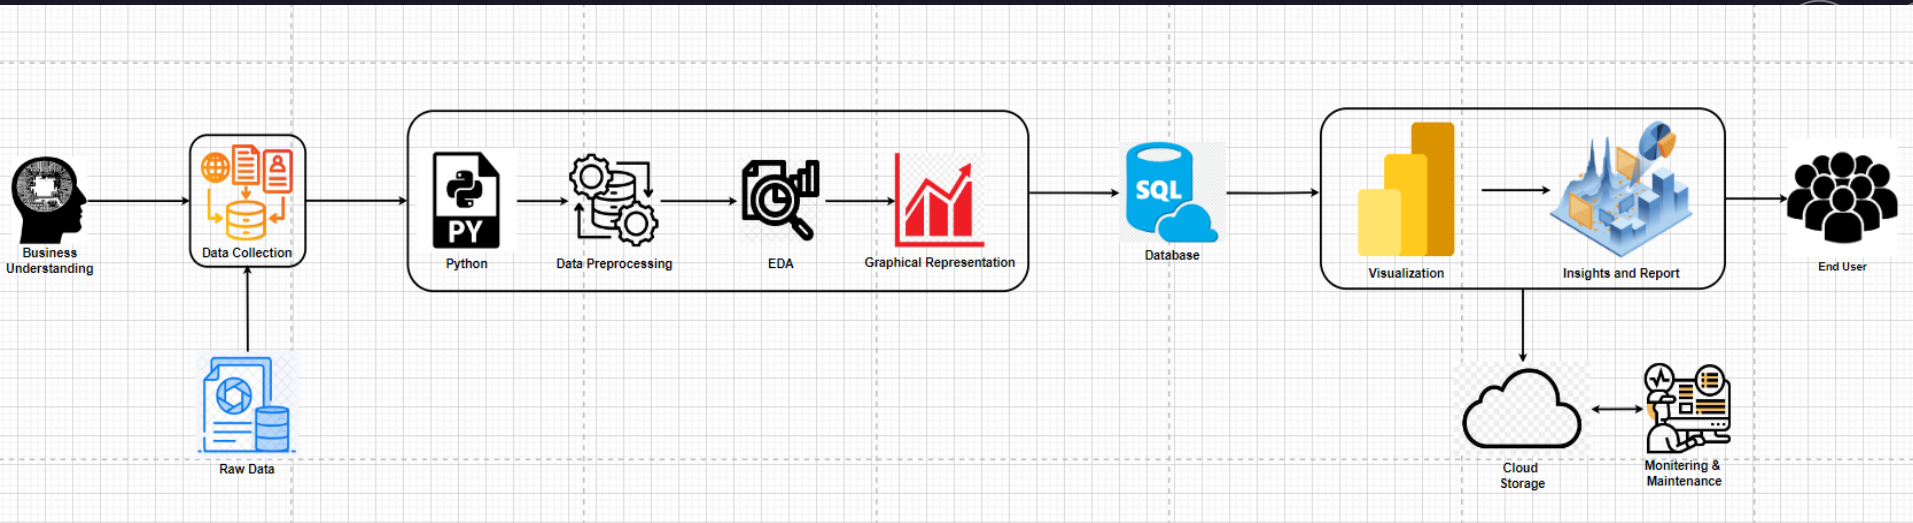 Business
Understanding
Data Collection
Raw Data
PY
Python
Data Preprocessing
EDA
Graphical Representation
SQL
Database
Visualization
Insights and Report
End User
Cloud
Storage
Monitering &
Maintenance